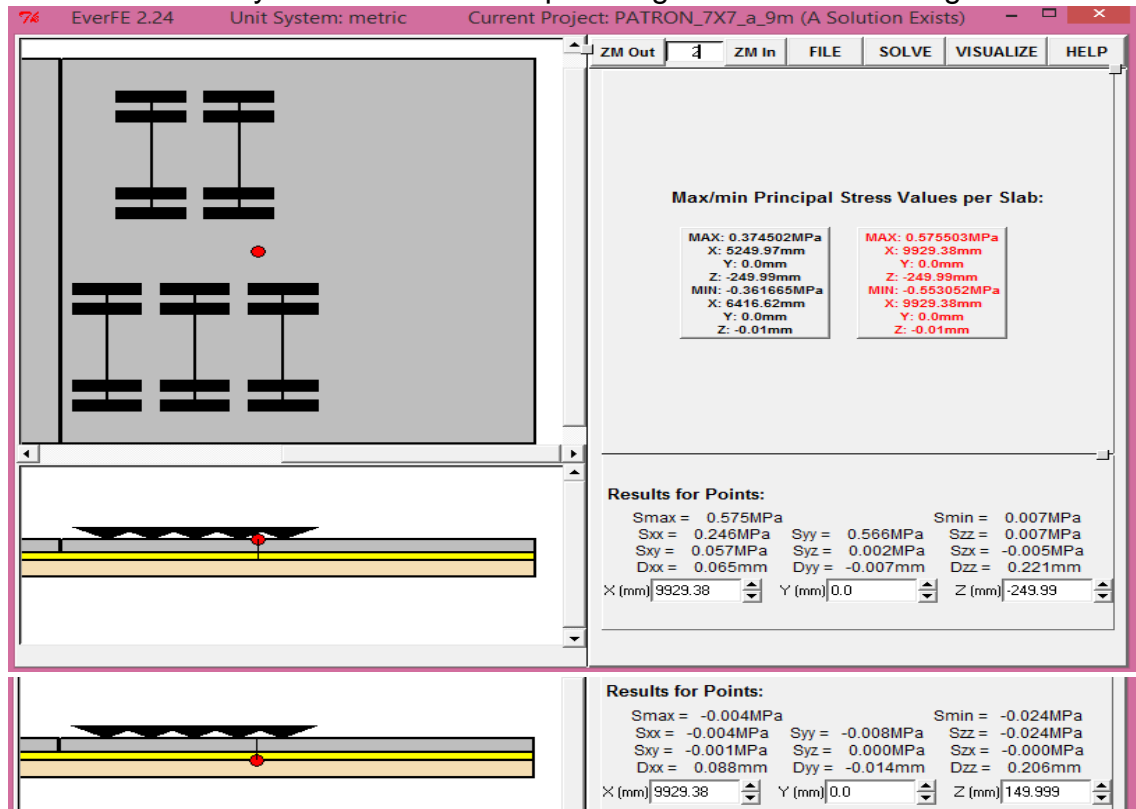 EverFE 2.24 Unit System: metric Current Project: PATRON_7X7_a_9m (A Solution Exists)
ZM Out 2 ZM In FILE SOLVE VISUALIZE HELP
Max/min Principal Stress Values per Slab:
MAX: 0.374502MPa
X: 5249.97mm
Y: 0.0mm
Z: -249.99mm
MIN: -0.361665MPa
X: 6416.62mm
Y: 0.0mm
Z: -0.01mm
MAX: 0.575503MPa
X: 9929.38mm
Y: 0.0mm
Z: -249.99mm
MIN: -0.553052MPa
X: 9929.38mm
Y: 0.0mm
Z: -0.01mm
Results for Points:
Smax = 0.575MPa Smin = 0.007MPa
Sxx = 0.246MPa Syy = 0.566MPa Szz = 0.007MPa
Sxy = 0.057MPa Syz = 0.002MPa Szx = -0.005MPa
Dxx = 0.065mm Dyy = -0.007mm Dzz = 0.221mm
X (mm) 9929.38 Y (mm) 0.0 Z (mm) -249.99
Results for Points:
Smax = -0.004MPa Smin = -0.024MPa
Sxx = -0.004MPa Syy = -0.008MPa Szz = -0.024MPa
Sxy = -0.001MPa Syz = 0.000MPa Szx = -0.000MPa
Dxx = 0.088mm Dyy = -0.014mm Dzz = 0.206mm
X (mm) 9929.38 Y (mm) 0.0 Z (mm) 149.999